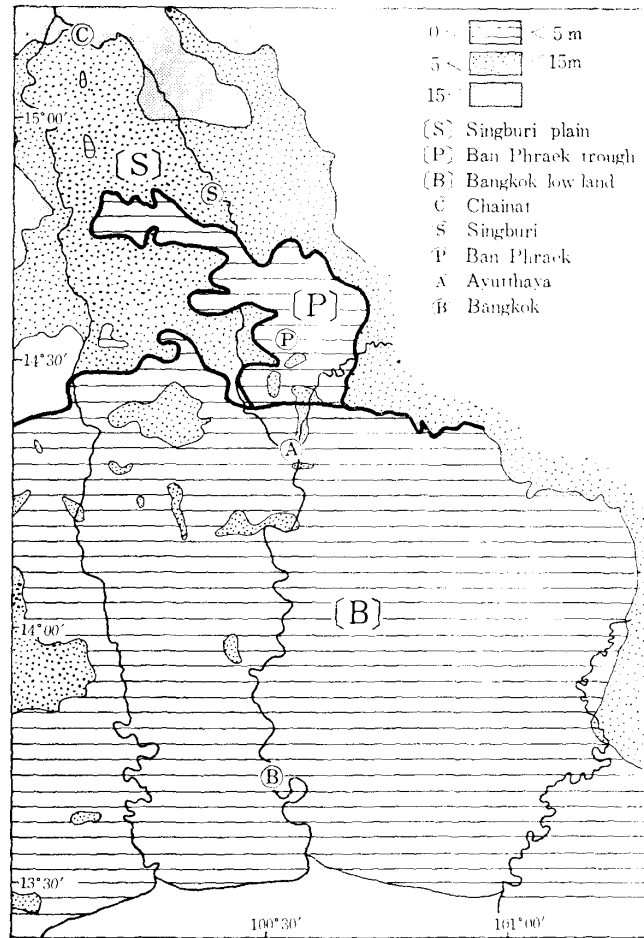 C
0 < 5 m
15°00′
5 < 15m
15
[S] Singburi plain
[P] Ban Phraek trough
[S]
[B] Bangkok low land
S
C Chainat
S Singburi
P Ban Phraek
[P]
A Ayutthaya
B Bangkok
P
14°30′
A
[B]
14°00′
B
13°30′
100°30′
101°00′